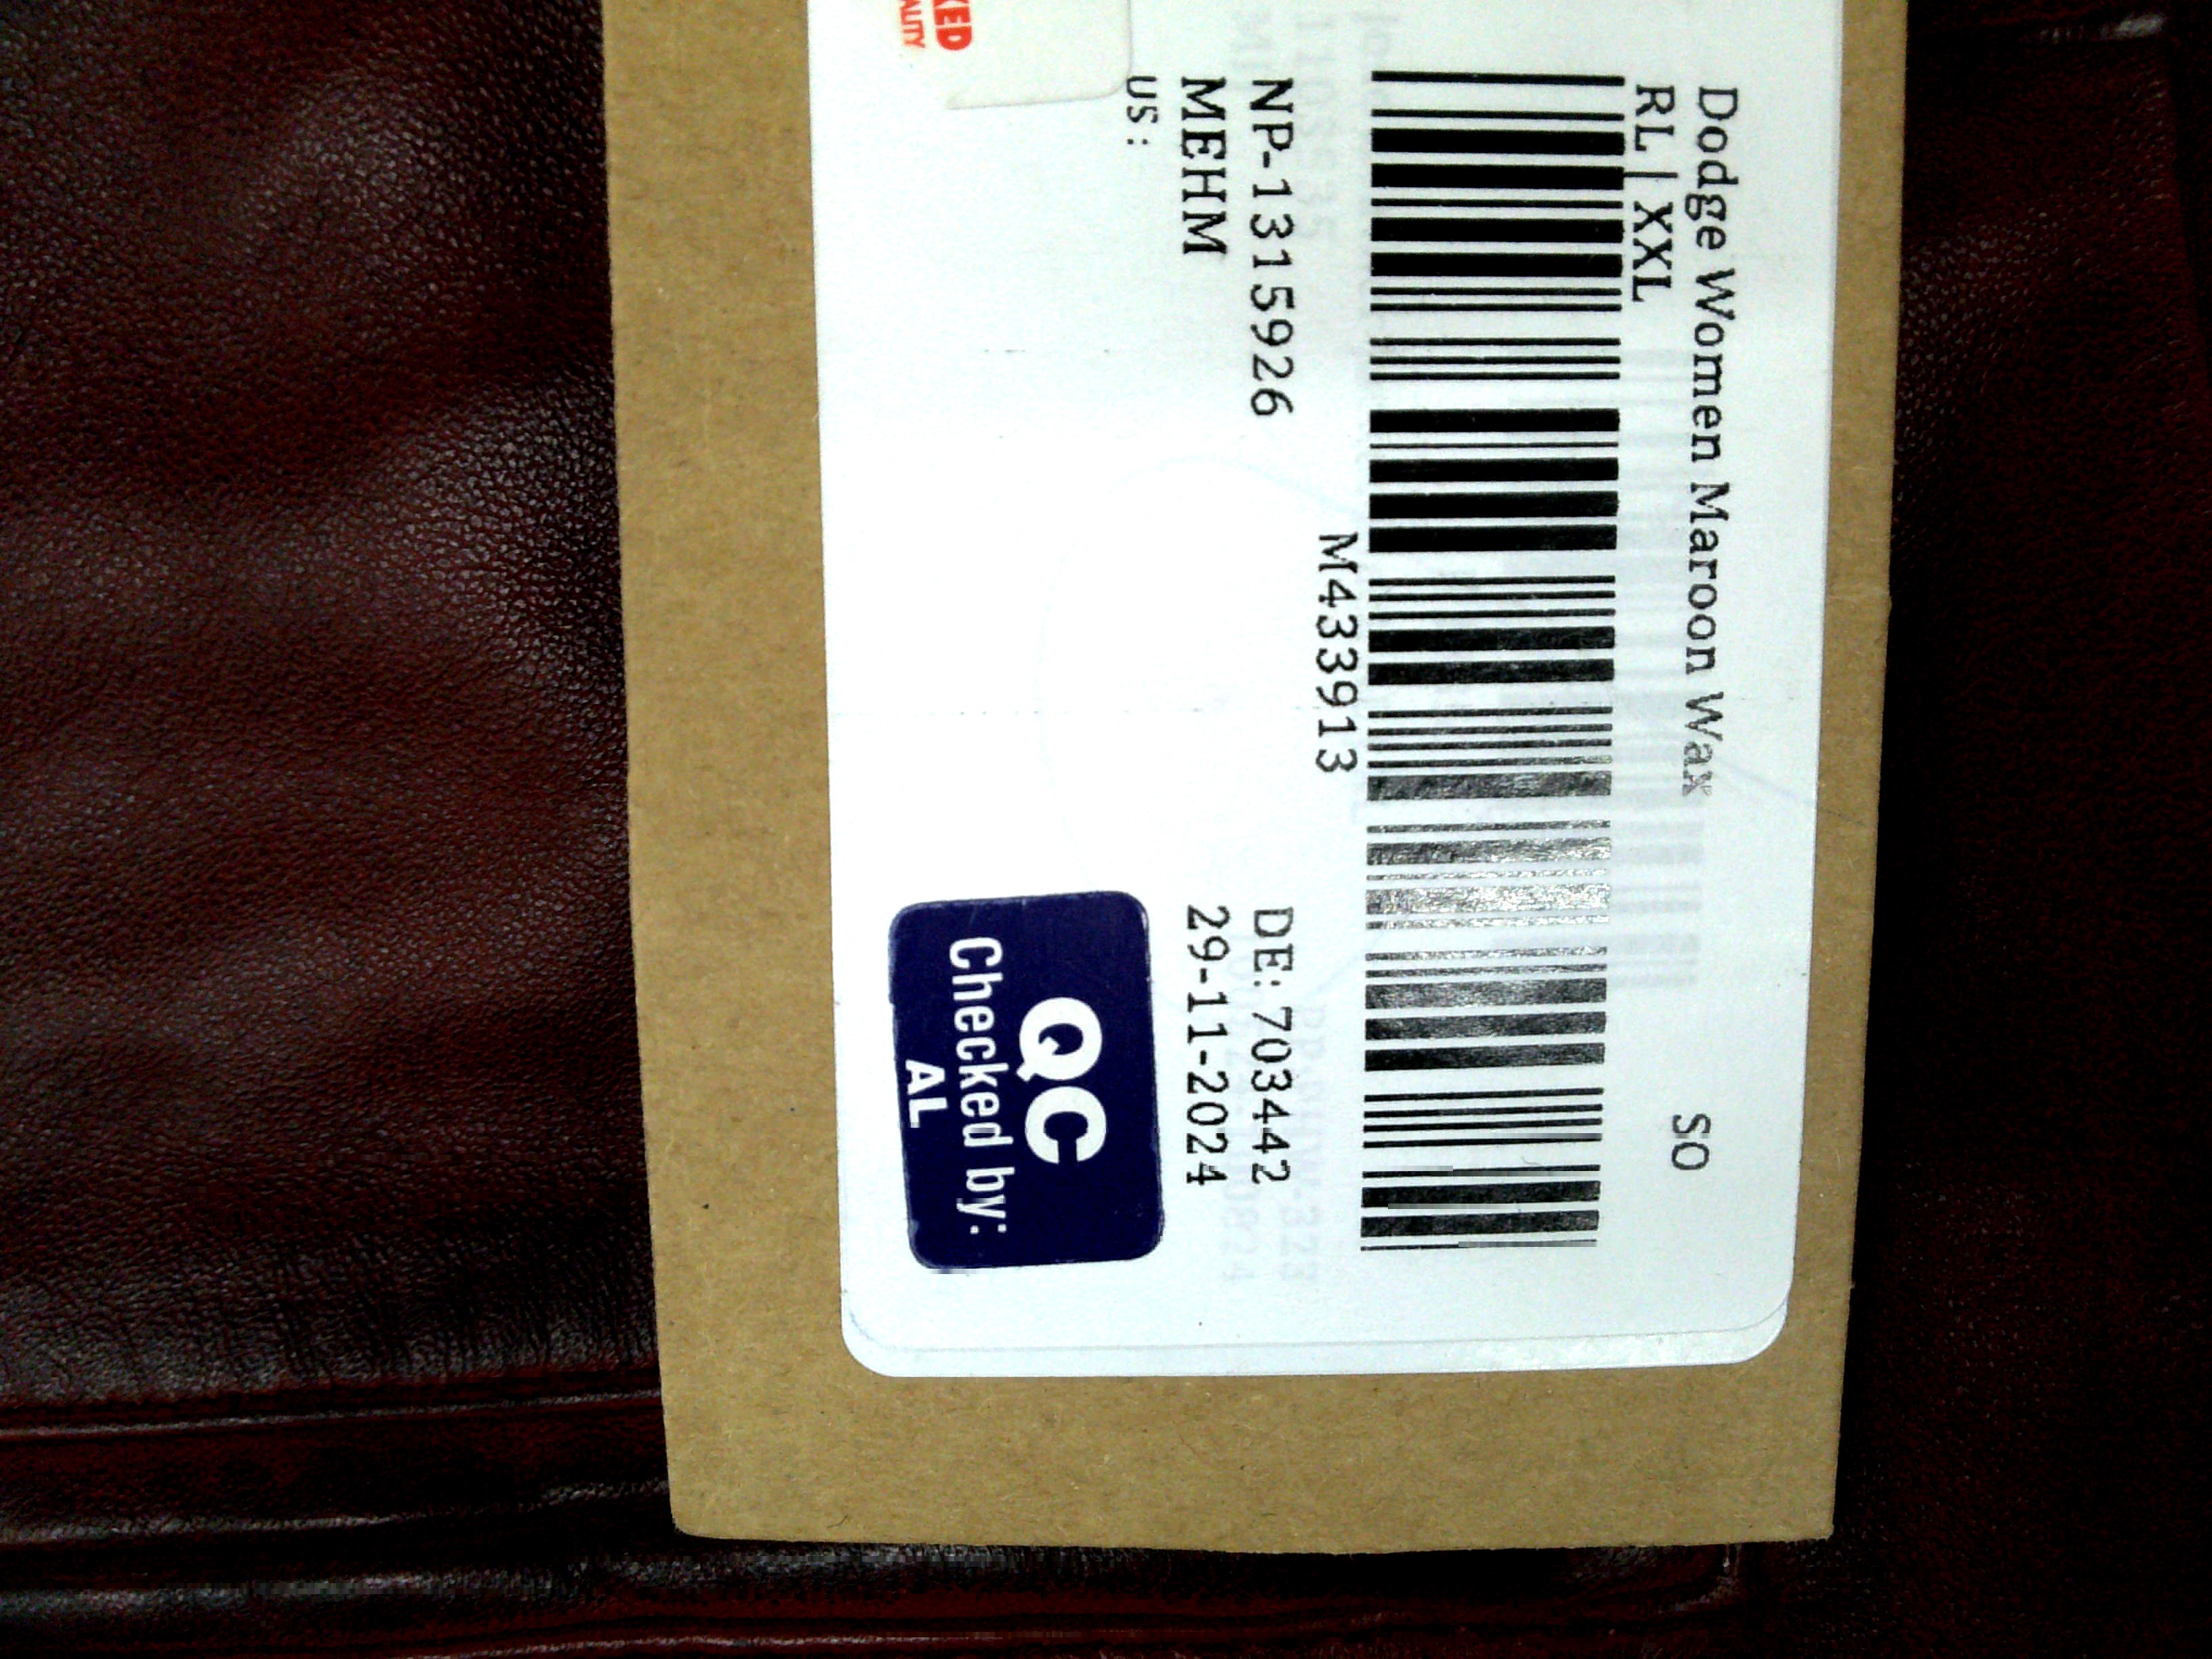 Dodge Women Maroon Wax
SO
RL | XXL
M433913
NP-1315926
DE: 703442
MEHM
29-11-2024
US:
QC
Checked by:
AL